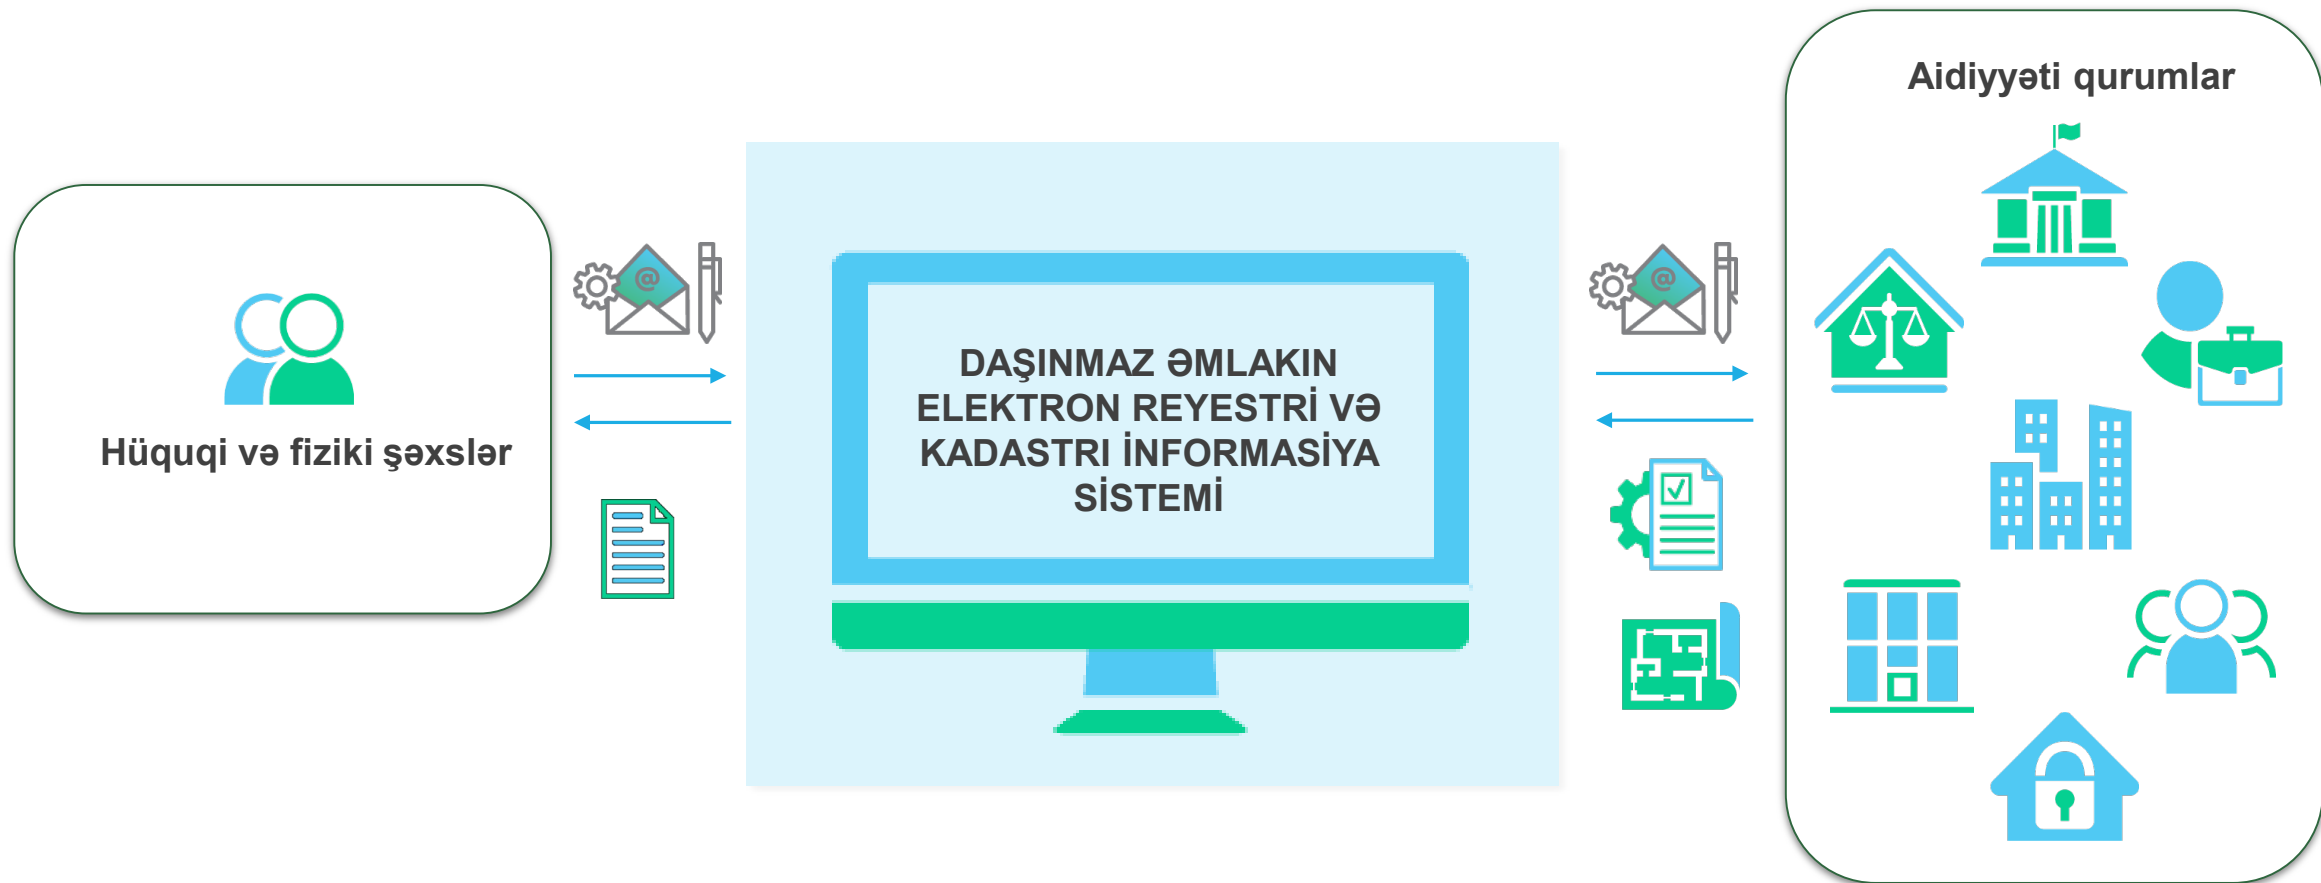 Aidiyyəti qurumlar
Hüquqi və fiziki şəxslər
@
@
DAŞINMAZ ƏMLAKIN
ELEKTRON REYESTRİ VƏ
KADASTRI İNFORMASİYA
SİSTEMİ